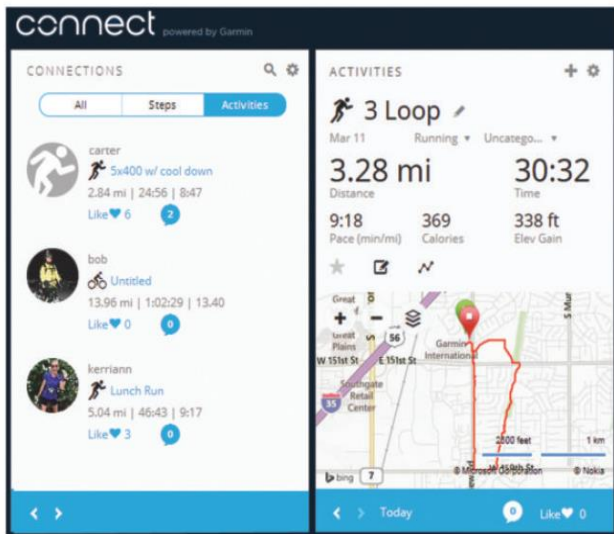 connect powered by Garmin
CONNECTIONS
All Steps Activities
carter
5x400 w/ cool down
2.84 mi | 24:56 | 8:47
Like 6 2
bob
Untitled
13.96 mi | 1:02:29 | 13.40
Like 0 0
kerriann
Lunch Run
5.04 mi | 46:43 | 9:17
Like 3 0
ACTIVITIES
3 Loop
Mar 11 Running Uncatego...
3.28 mi 30:32
Distance Time
9:18 369 338 ft
Pace (min/mi) Calories Elev Gain
Great
Great
Plains
S
56
S Mur
Garmin
International
W 151st St E 151st St
Southgate
Retail
Center
35
2800 feet 1 km
© Microsoft Corporation © Nokia
W 159th St
bing 7
Today 0 Like 0